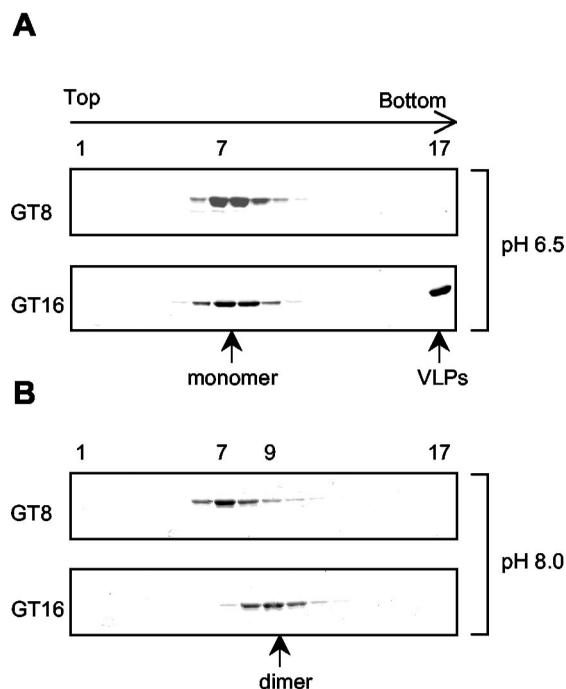 A
Top Bottom
1 7 17
GT8
pH 6.5
GT16
monomer VLPs
B
1 7 9 17
GT8
pH 8.0
GT16
dimer